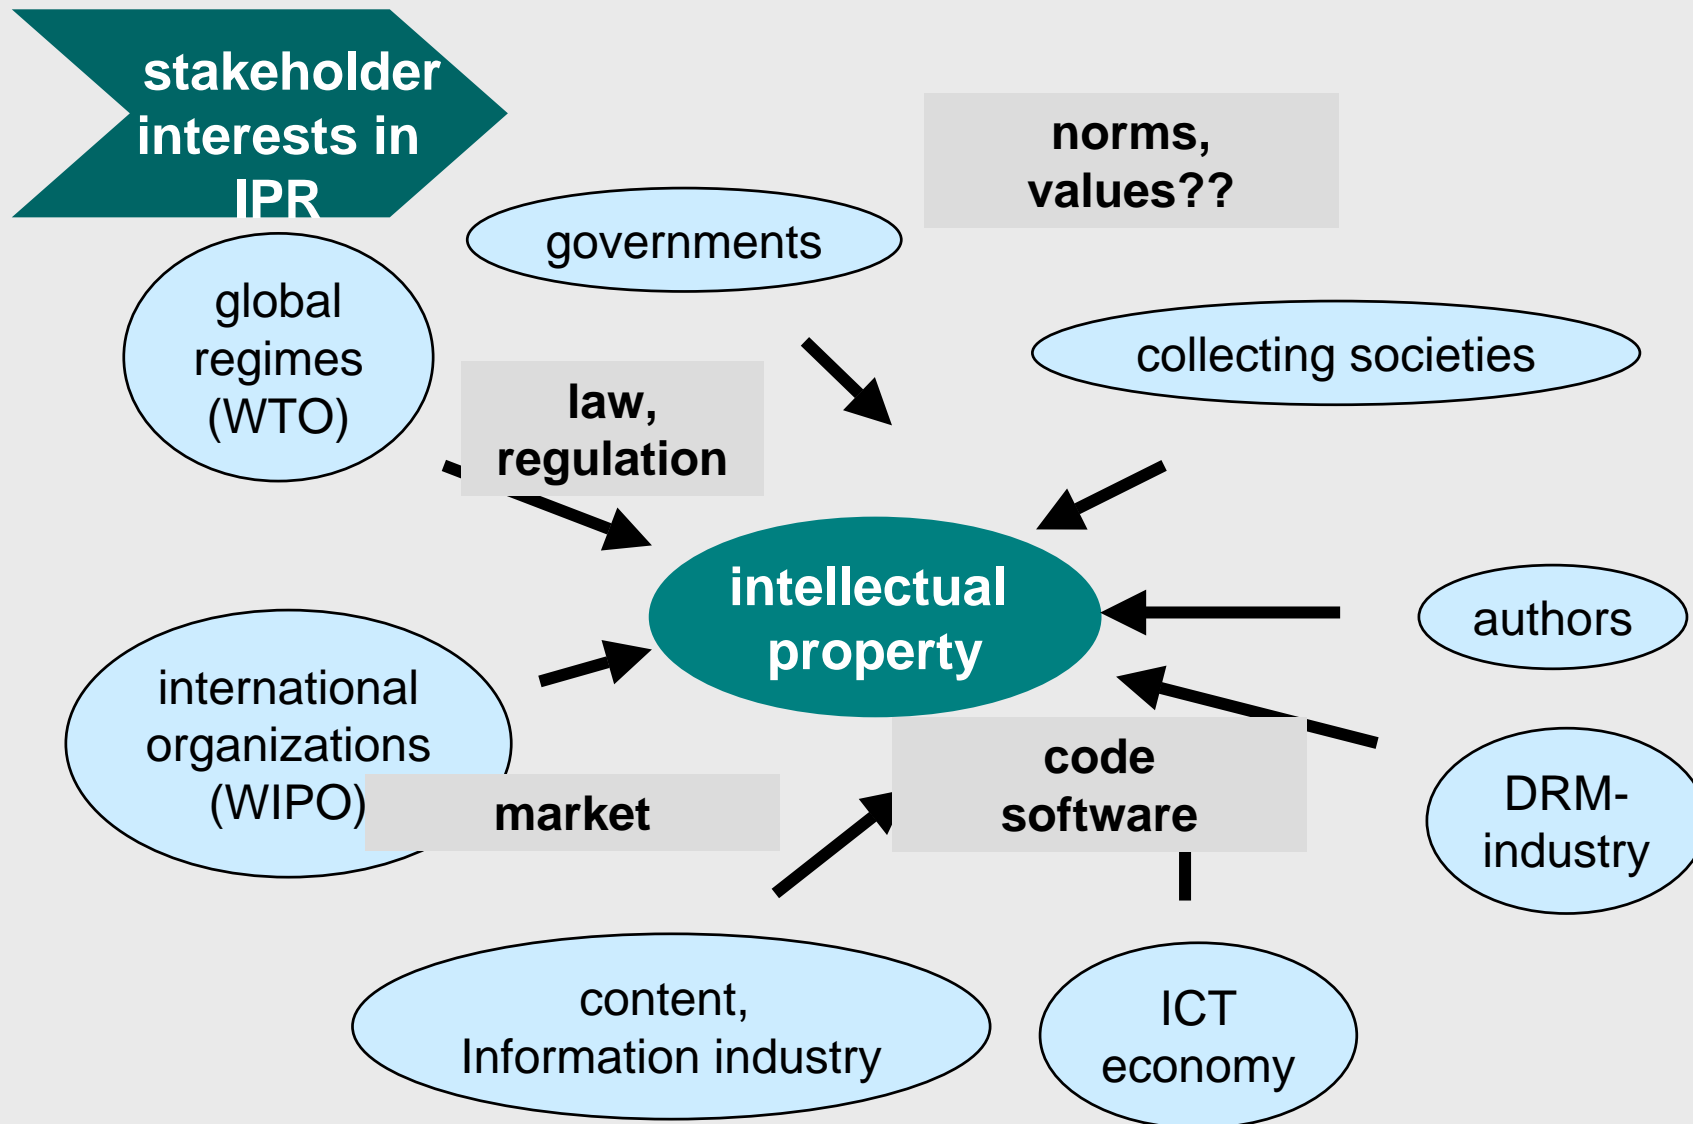 stakeholder
interests in
IPR
norms,
values??
governments
global
regimes
(WTO)
collecting societies
law,
regulation
intellectual
property
authors
international
organizations
(WIPO)
market
code
software
DRM-
industry
content,
Information industry
ICT
economy